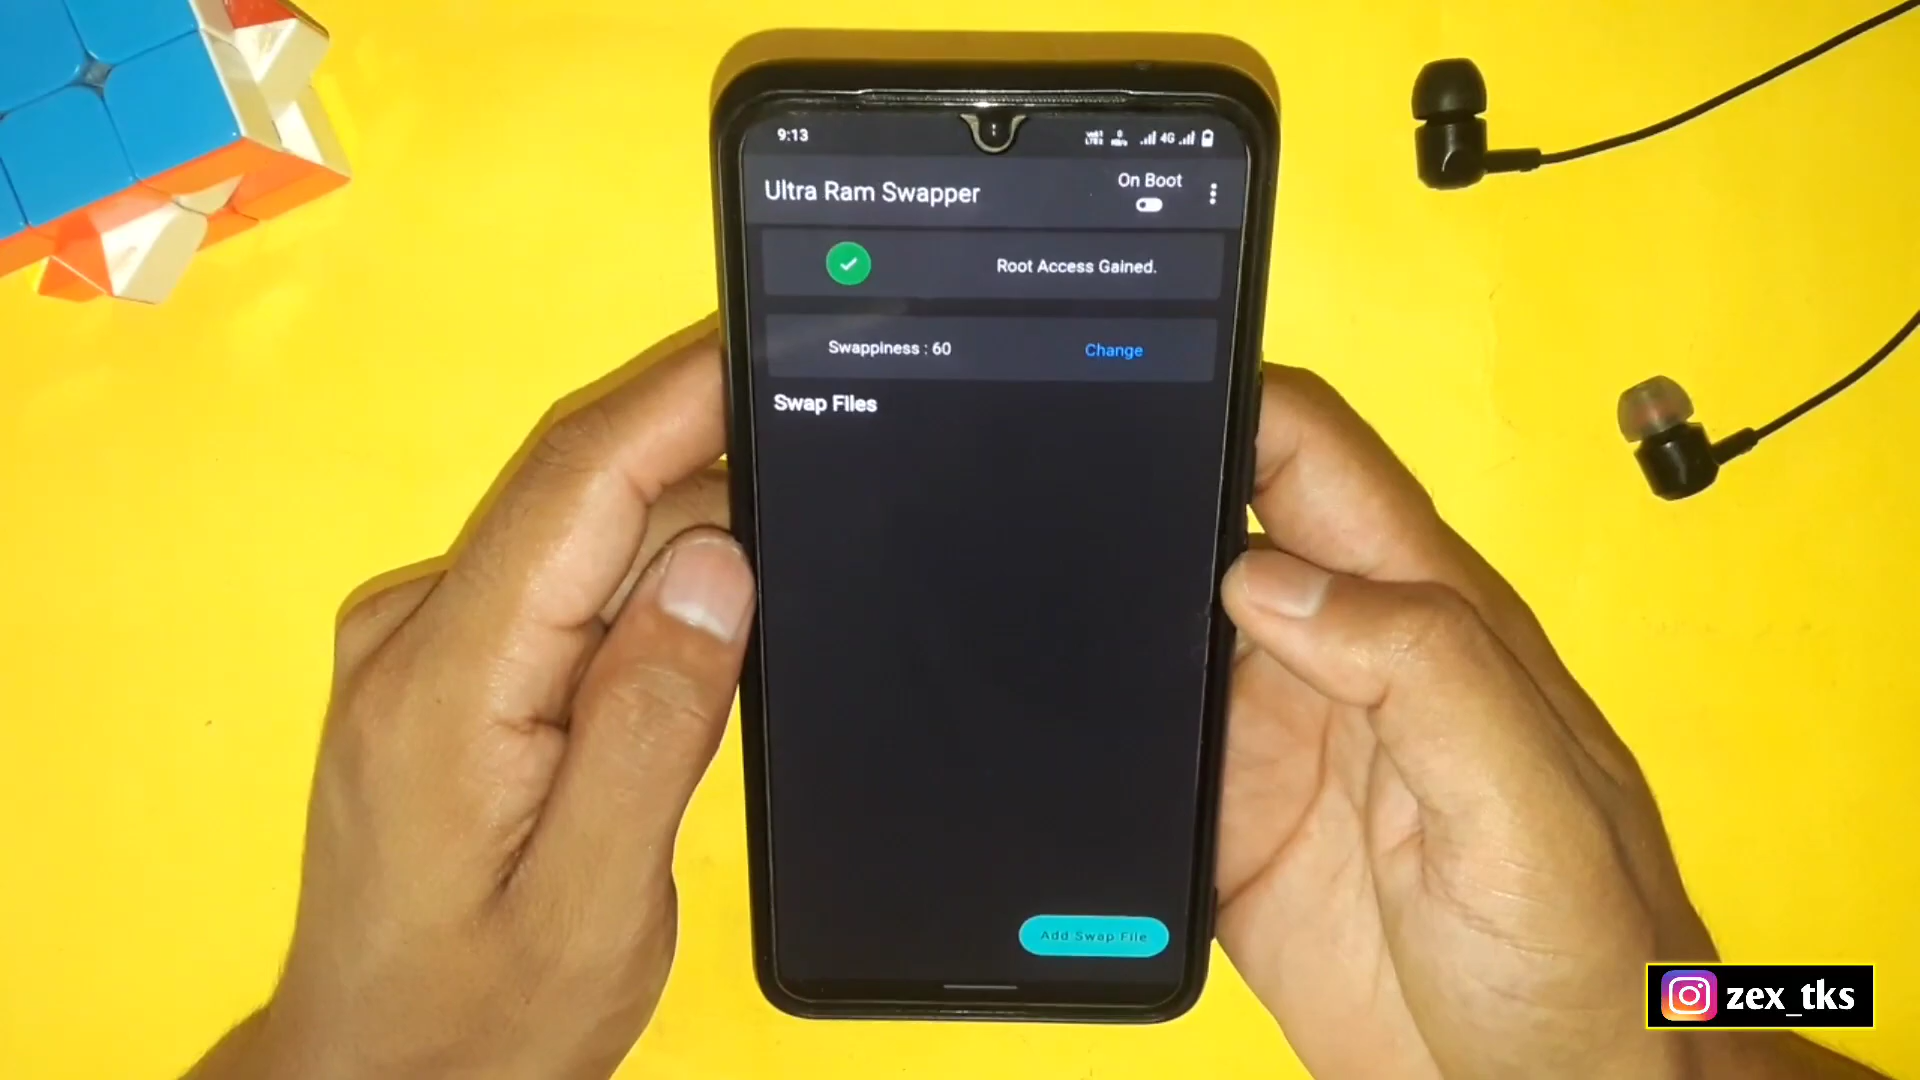 9:13
4G
Ultra Ram Swapper
On Boot
Root Access Gained.
Swappiness : 60
Change
Swap Files
Add Swap File
zex_tks